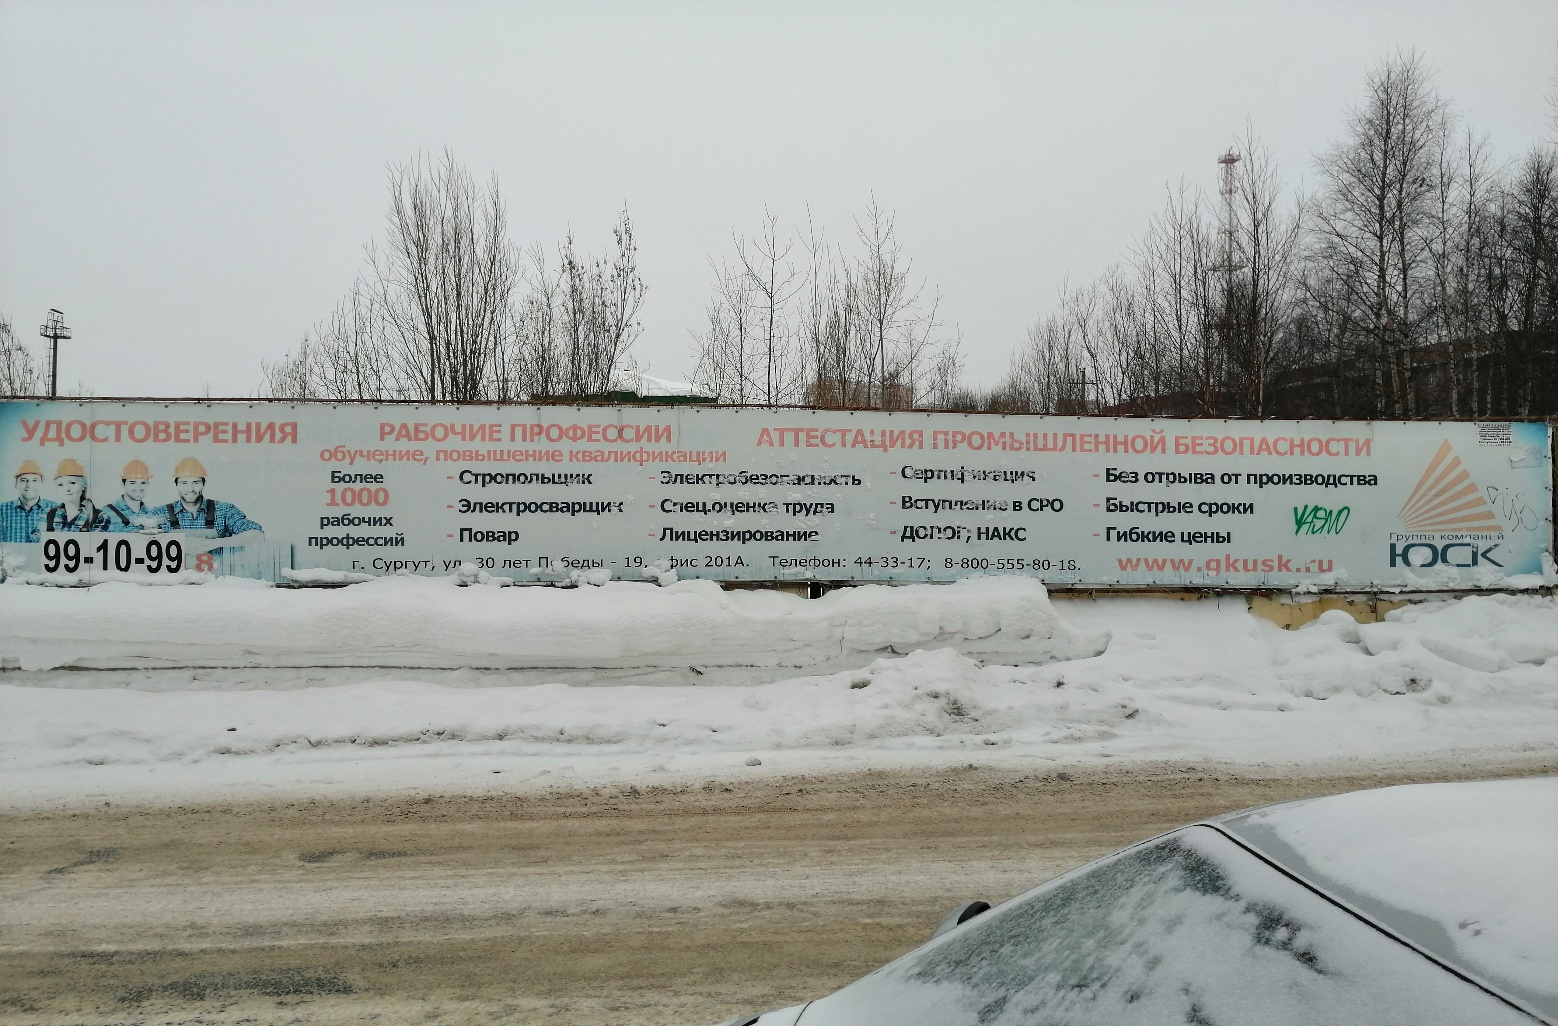 УДОСТОВЕРЕНИЯ
99-10-99
Я
РАБОЧИЕ ПРОФЕССИИ
обучение, повышение квалификации
Более
1000
рабочих
профессий
- Стропольщик
- Электросварщик
- Повар
- Электробезопасность
- Спец.оценка труда
- Лицензирование
АТТЕСТАЦИЯ ПРОМЫШЛЕННОЙ БЕЗОПАСНОСТИ
- Сертификация
- Вступление в СРО
- ДОПОГ; НАКС
- Без отрыва от производства
- Быстрые сроки
- Гибкие цены
г. Сургут, ул. 30 лет Победы - 19, офис 201А. Телефон: 44-33-17; 8-800-555-80-18.
www.gkusk.ru
Группа компаний
ЮСК